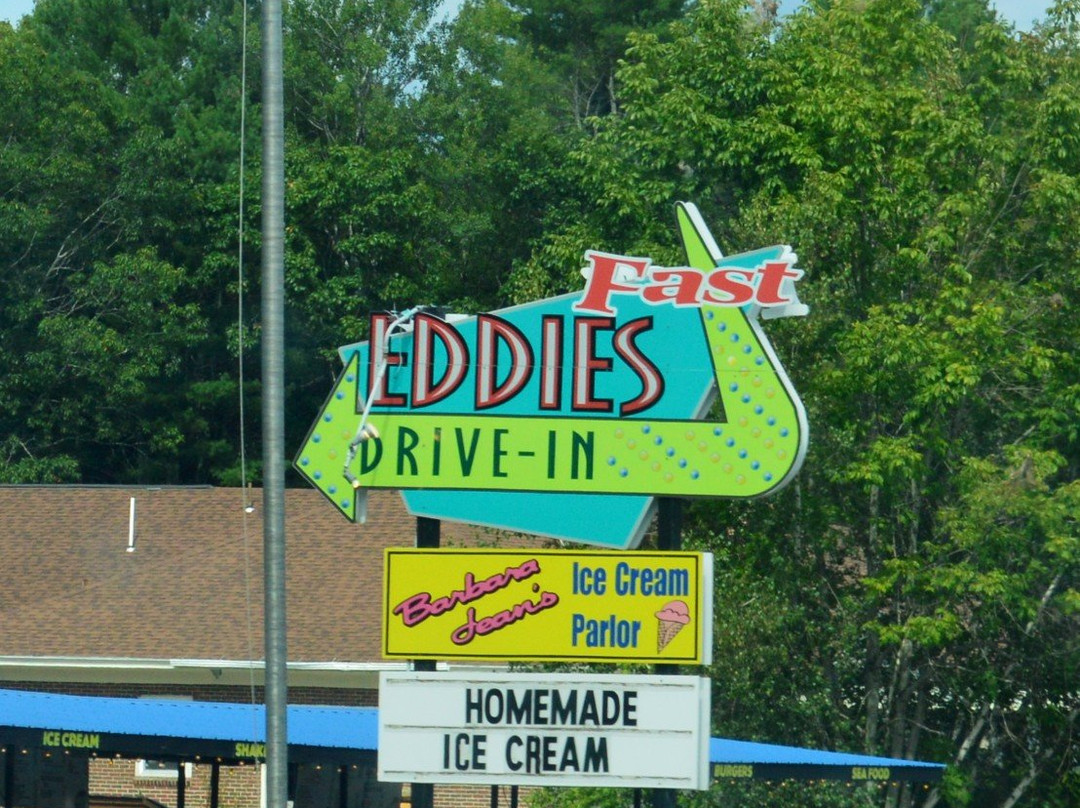 Fast
EDDIES
DRIVE-IN
Barbara Jean's
Ice Cream
Parlor
HOMEMADE
ICE CREAM
ICE CREAM
BURGERS
SEA FOOD